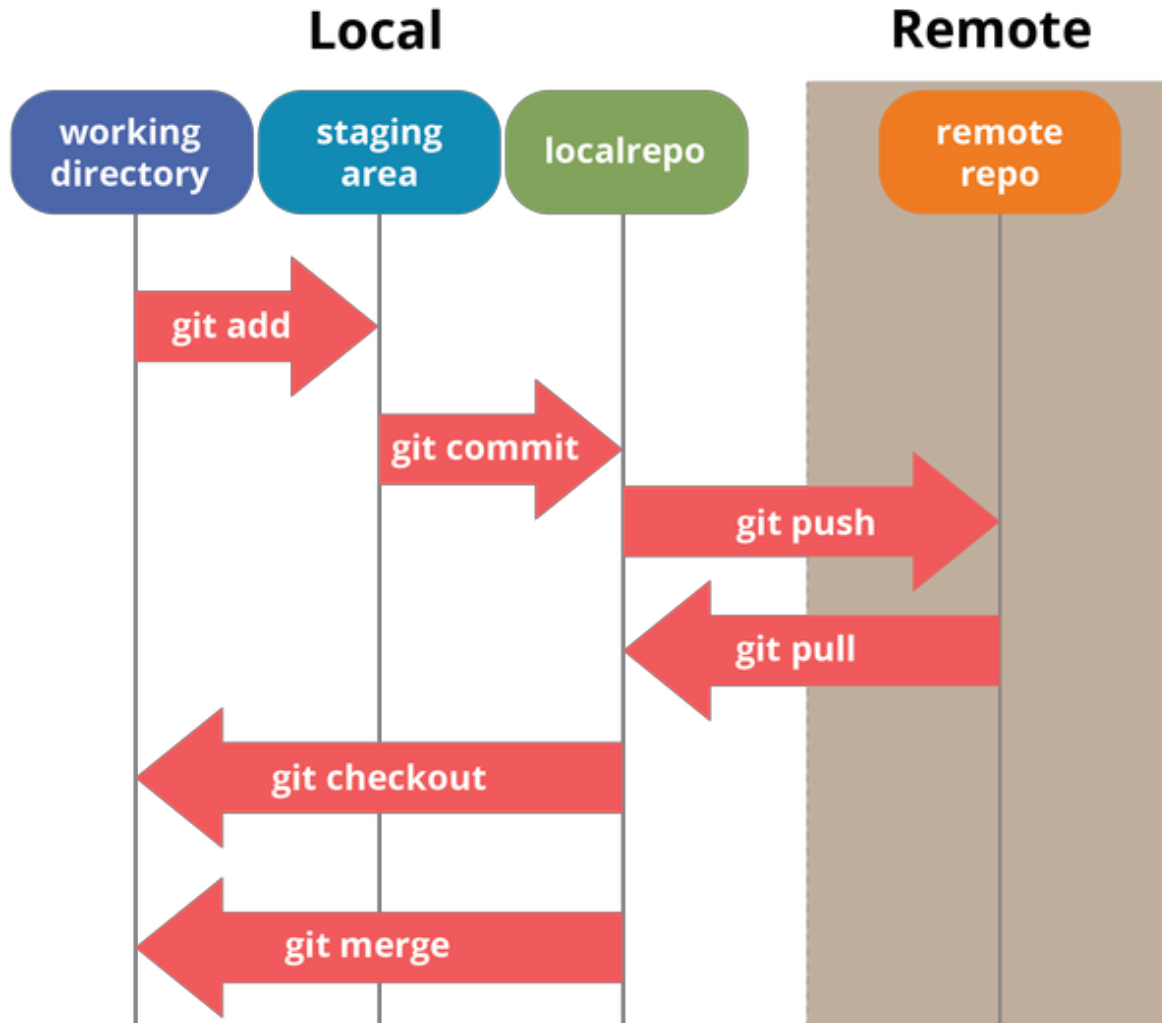 Local
Remote
working
directory
staging
area
localrepo
remote
repo
git add
git commit
git push
git pull
git checkout
git merge